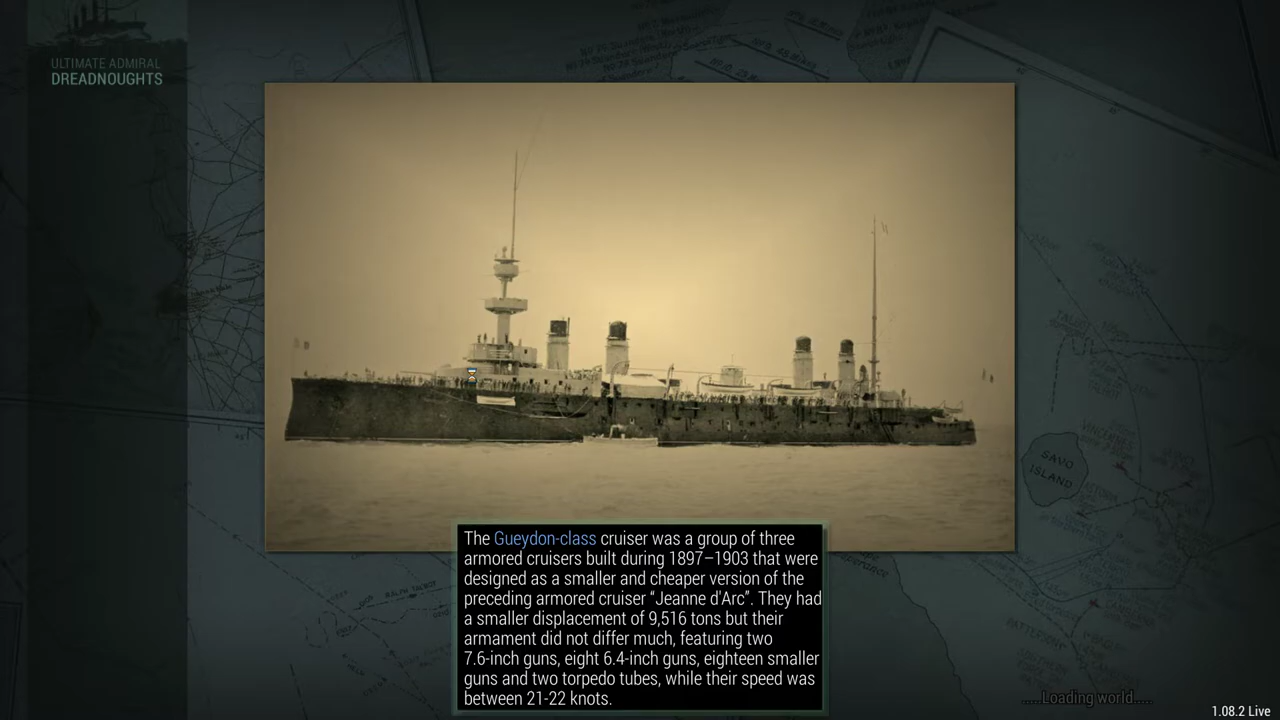 ULTIMATE ADMIRAL
DREADNOUGHTS
SAVO
ISLAND
The Gueydon-class cruiser was a group of three
armored cruisers built during 1897–1903 that were
designed as a smaller and cheaper version of the
preceding armored cruiser “Jeanne d'Arc”. They had
a smaller displacement of 9,516 tons but their
armament did not differ much, featuring two
7.6-inch guns, eight 6.4-inch guns, eighteen smaller
guns and two torpedo tubes, while their speed was
between 21-22 knots.
.....Loading world.....
1.08.2 Live